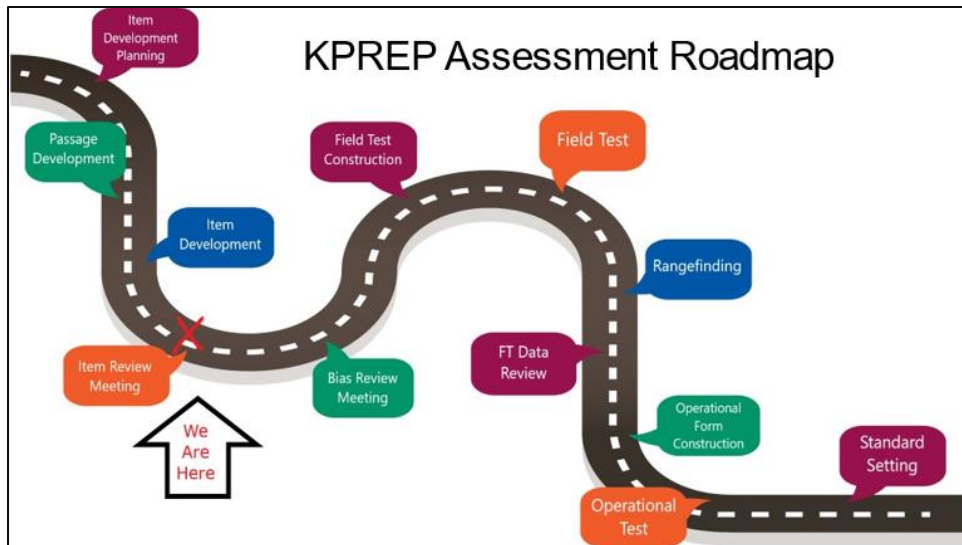 KPREP Assessment Roadmap
Item
Development
Planning
Passage
Development
Item
Development
Item Review
Meeting
We
Are
Here
Bias Review
Meeting
Field Test
Construction
Field Test
Rangefinding
FT Data
Review
Operational
Form
Construction
Operational
Test
Standard
Setting